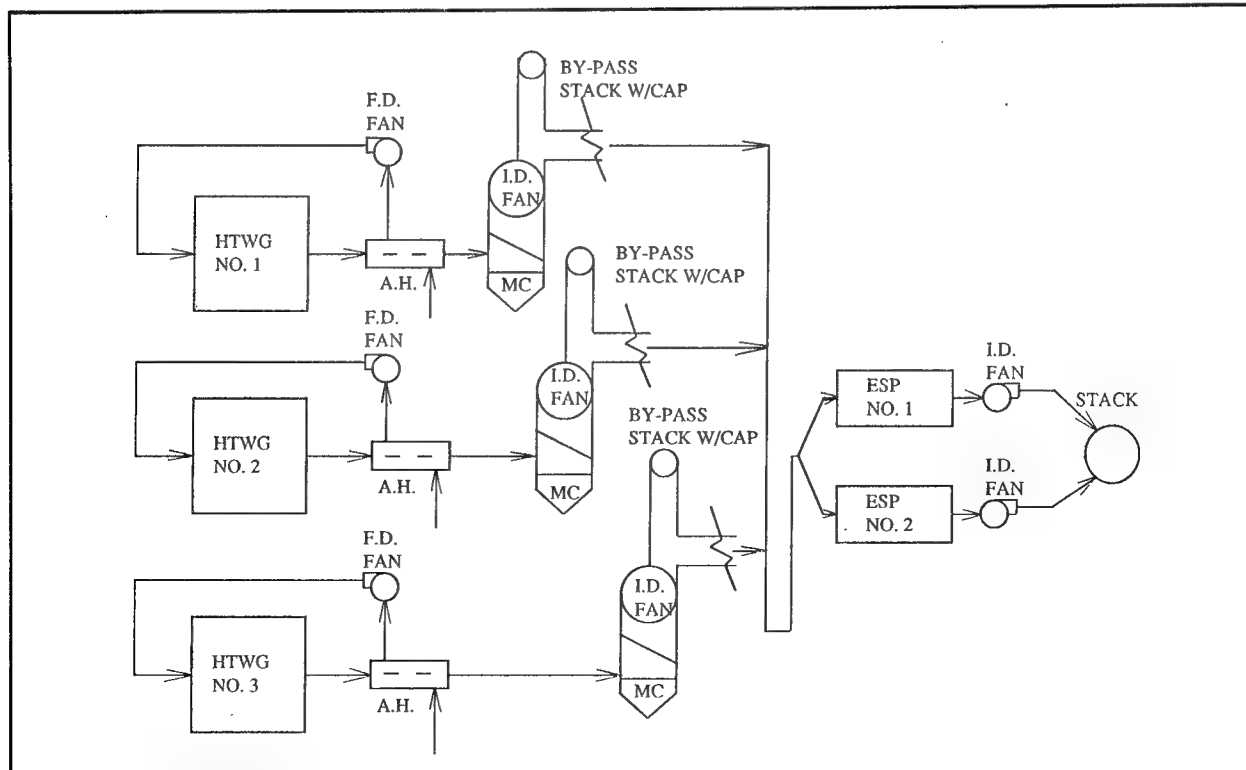 BY-PASS
STACK W/CAP
F.D.
FAN
I.D.
FAN
HTWG
NO. 1
A.H.
MC
BY-PASS
STACK W/CAP
F.D.
FAN
I.D.
FAN
HTWG
NO. 2
A.H.
MC
BY-PASS
STACK W/CAP
ESP
NO. 1
I.D.
FAN
STACK
ESP
NO. 2
I.D.
FAN
F.D.
FAN
I.D.
FAN
HTWG
NO. 3
A.H.
MC